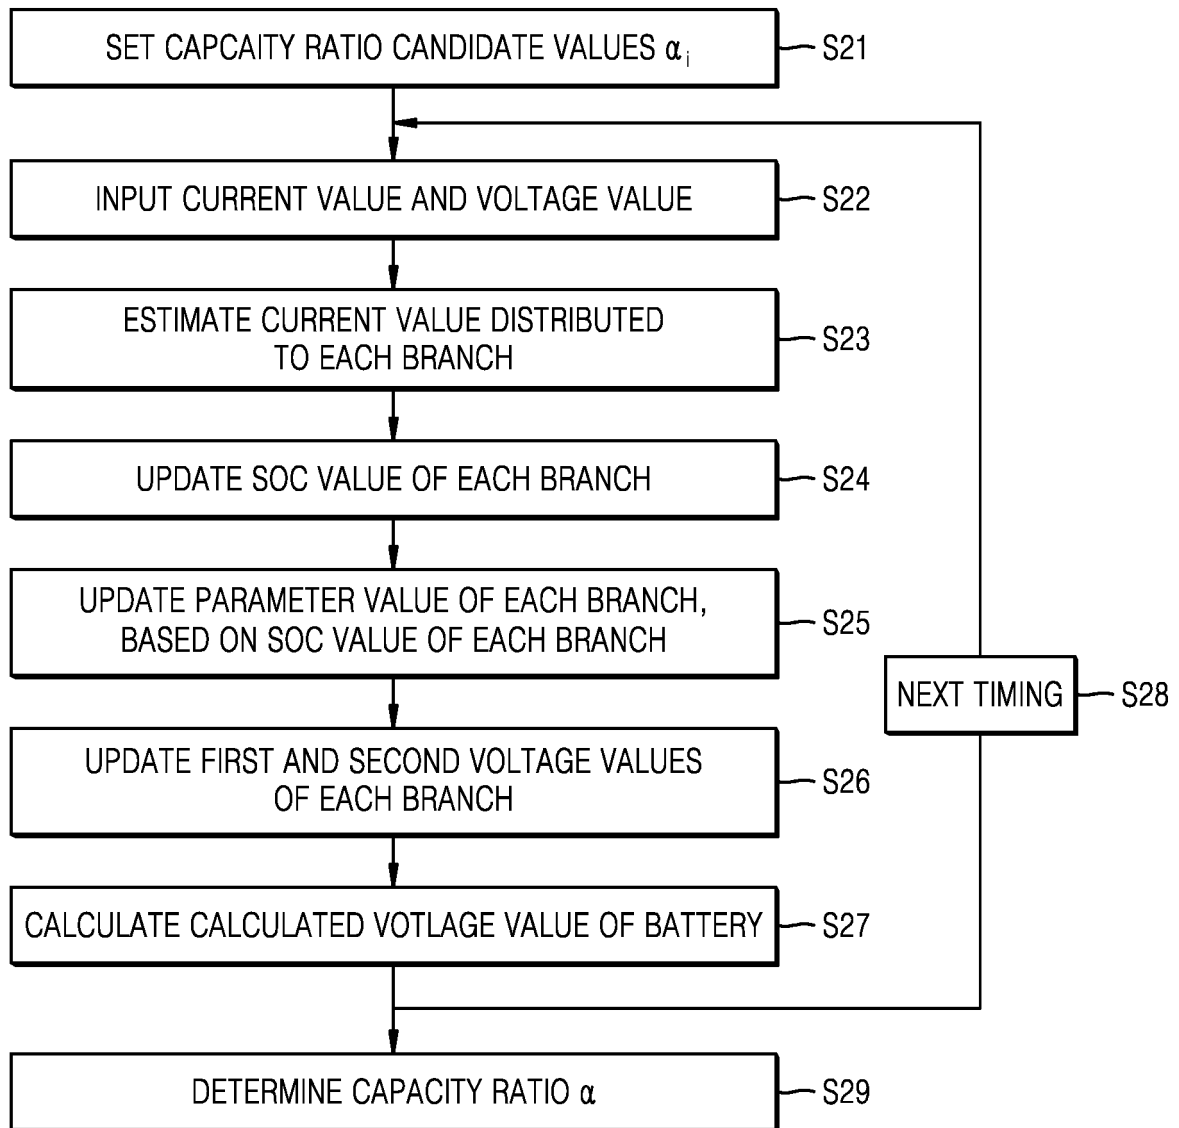 SET CAPCAITY RATIO CANDIDATE VALUES αi
S21
INPUT CURRENT VALUE AND VOLTAGE VALUE
S22
ESTIMATE CURRENT VALUE DISTRIBUTED
TO EACH BRANCH
S23
UPDATE SOC VALUE OF EACH BRANCH
S24
UPDATE PARAMETER VALUE OF EACH BRANCH,
BASED ON SOC VALUE OF EACH BRANCH
S25
NEXT TIMING
S28
UPDATE FIRST AND SECOND VOLTAGE VALUES
OF EACH BRANCH
S26
CALCULATE CALCULATED VOTLAGE VALUE OF BATTERY
S27
DETERMINE CAPACITY RATIO α
S29